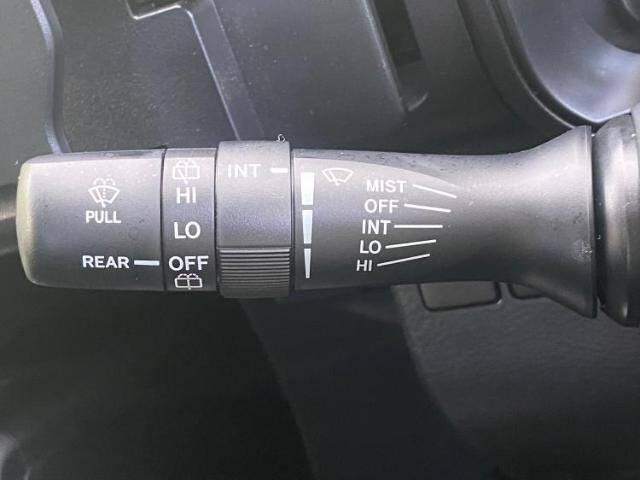 PULL
REAR
HI
LO
OFF
INT
MIST
OFF
INT
LO
HI